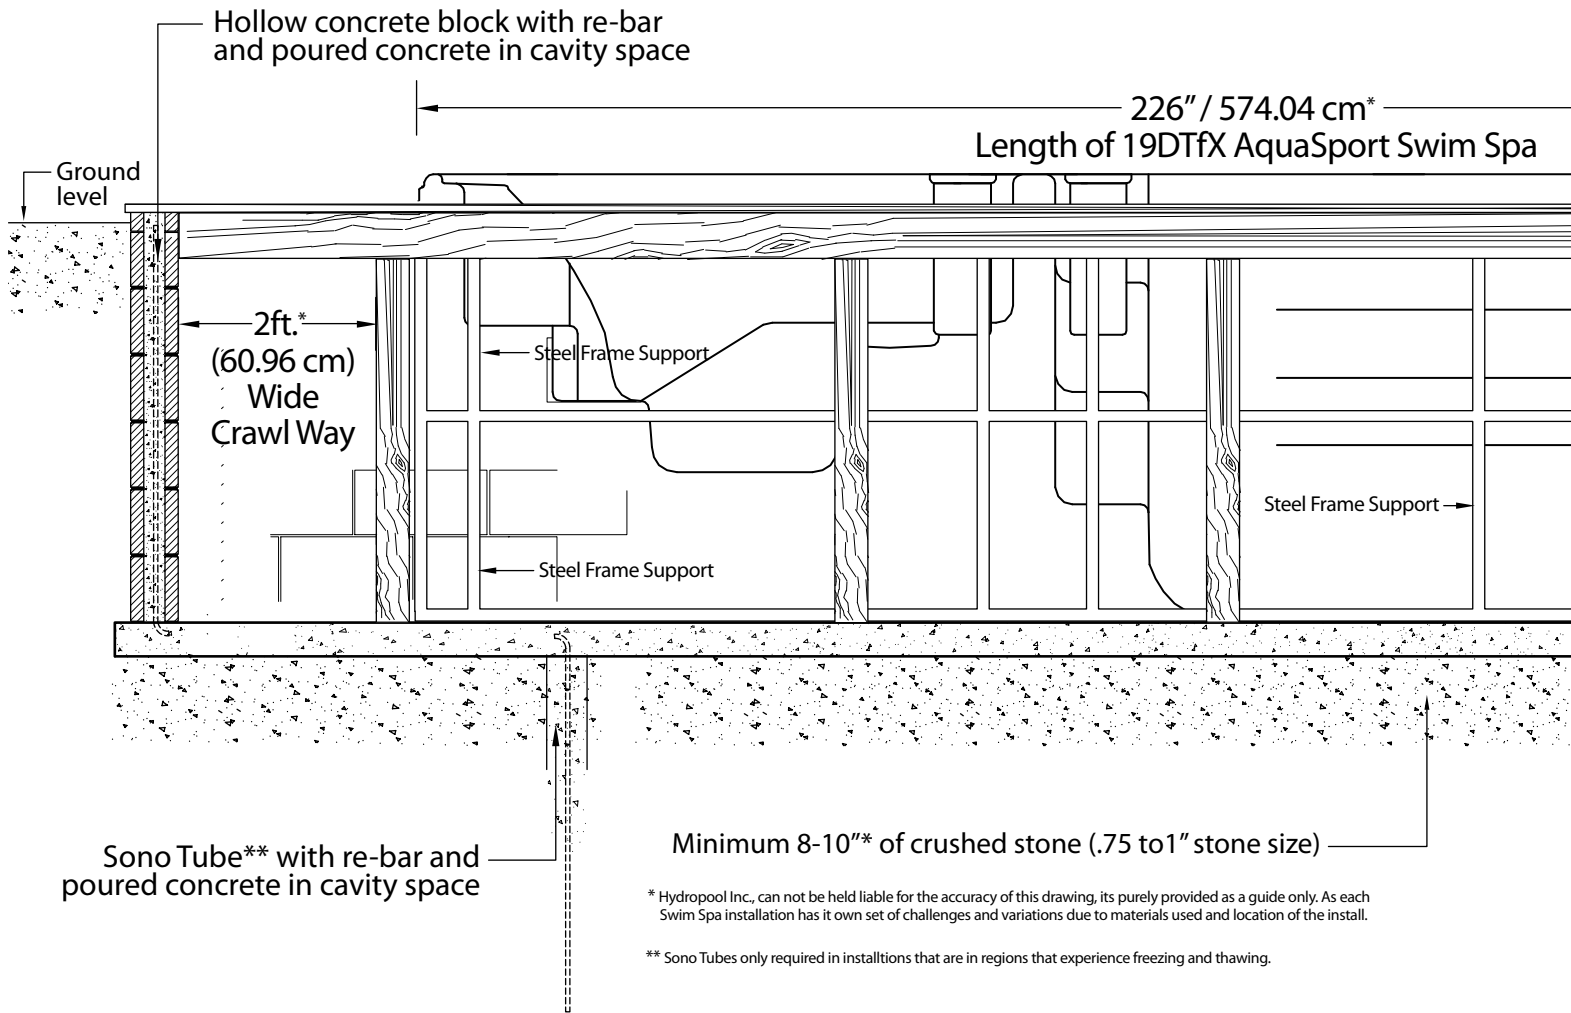 Hollow concrete block with re-bar
and poured concrete in cavity space
226” / 574.04 cm*
Length of 19DTfX AquaSport Swim Spa
Ground
level
2ft.*
(60.96 cm)
Wide
Crawl Way
Steel Frame Support
Steel Frame Support
Steel Frame Support
Sono Tube** with re-bar and
poured concrete in cavity space
Minimum 8-10”* of crushed stone (.75 to1” stone size)
* Hydropool Inc., can not be held liable for the accuracy of this drawing, its purely provided as a guide only. As each
Swim Spa installation has it own set of challenges and variations due to materials used and location of the install.
** Sono Tubes only required in installtions that are in regions that experience freezing and thawing.